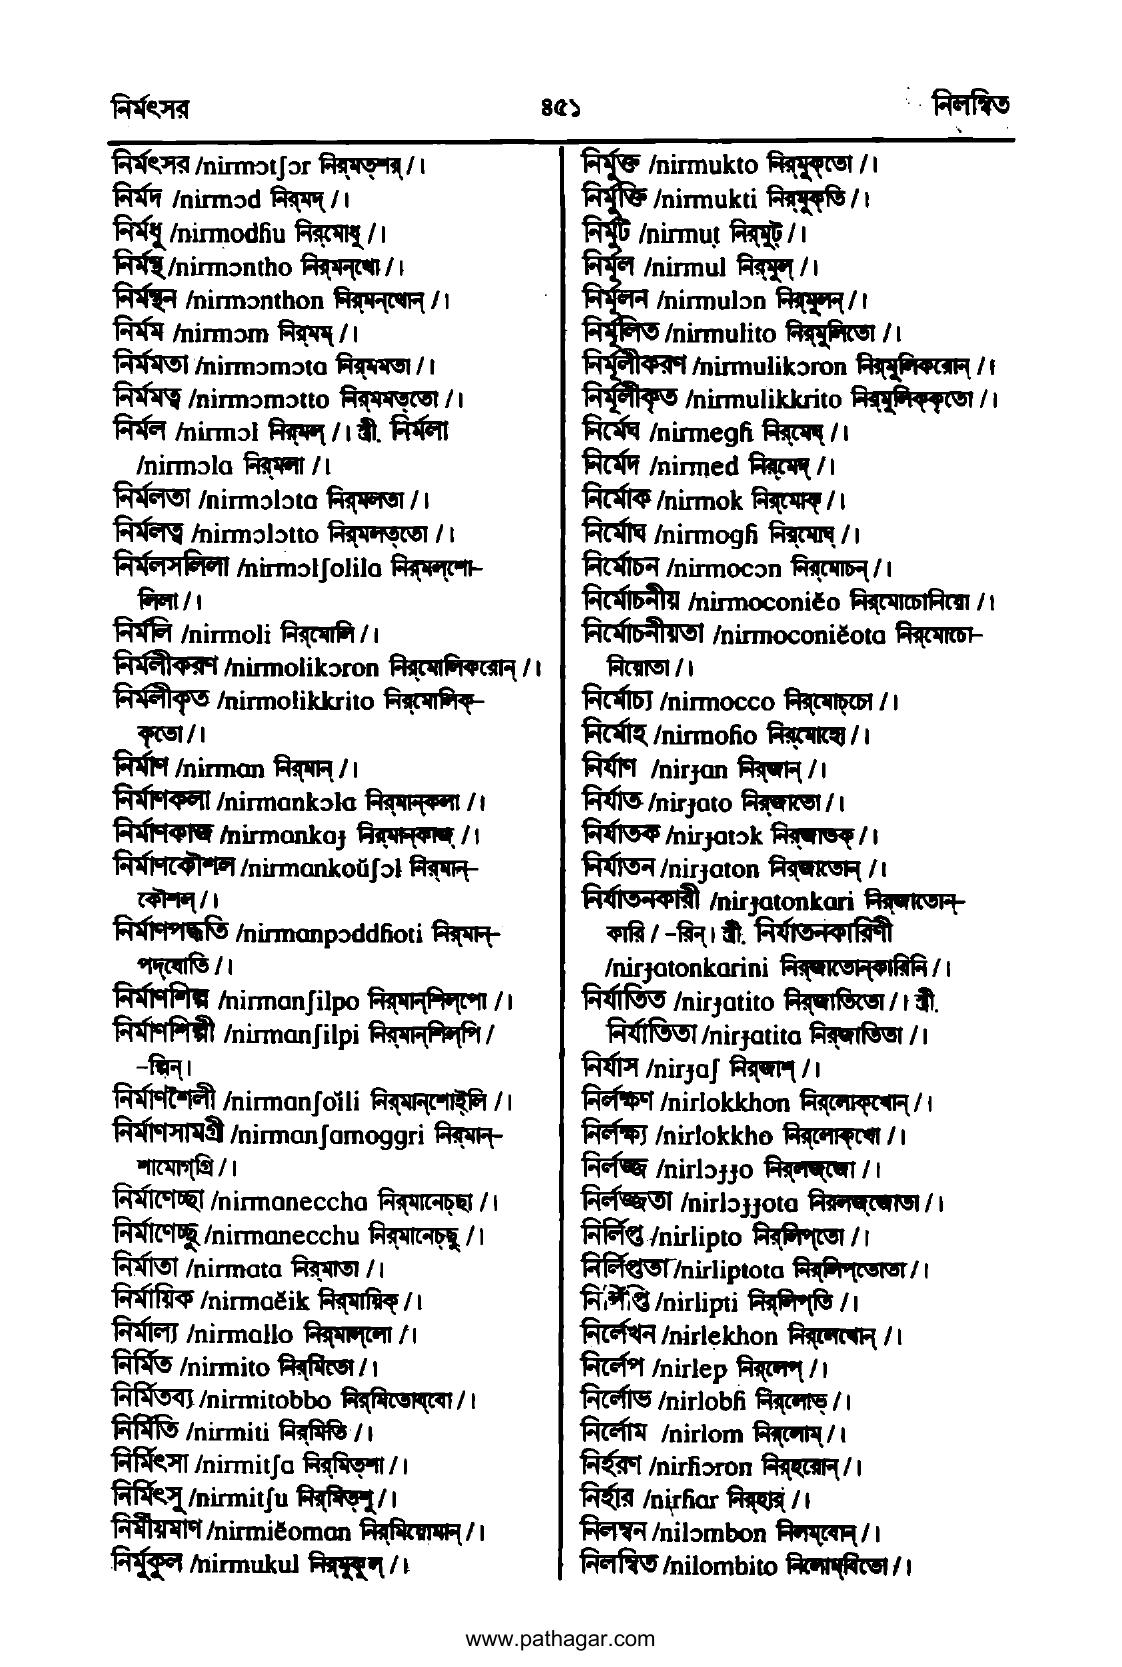 নির্মৎসর ৪৫১ নিলম্বিত
নির্মৎসর /nirmɔtʃɔr নির্‌মত্‌শর্‌/।
নির্মদ /nirmɔd নির্‌মদ্‌/।
নির্মধু /nirmodɦu নির্‌মোধু/।
নির্মন্থ /nirmɔntho নির্‌মন্‌থো/।
নির্মন্থন /nirmɔnthon নির্‌মন্‌থোন্‌/।
নির্মম /nirmɔm নির্‌মম্‌/।
নির্মমতা /nirmɔmɔta নির্‌মমতা/।
নির্মমত্ব /nirmɔmɔtto নির্‌মমত্‌তো/।
নির্মল /nirmɔl নির্‌মল্‌/। স্ত্রী. নির্মলা
/nirmɔla নির্‌মলা/।
নির্মলতা /nirmɔlɔta নির্‌মলতা/।
নির্মলত্ব /nirmɔlɔtto নির্‌মলত্‌তো/।
নির্মলসলিলা /nirmɔlʃolila নির্‌মল্‌শো–
লিলা/।
নির্মলি /nirmoli নির্‌মোলি/।
নির্মলীকরণ /nirmolikɔron নির্‌মোলিকরোন্‌/।
নির্মলীকৃত /nirmolikkrito নির্‌মোলিক্‌–
কৃতো/।
নির্মাণ /nirman নির্‌মান্‌/।
নির্মাণকলা /nirmankɔla নির্‌মান্‌কলা/।
নির্মাণকাজ /nirmankaɟ নির্‌মান্‌কাজ্‌/।
নির্মাণকৌশল /nirmankoŭʃɔl নির্‌মান্‌–
কৌশল্‌/।
নির্মাণপদ্ধতি /nirmanpɔddɦoti নির্‌মান্‌–
পদ্‌ধোতি/।
নির্মাণশিল্প /nirmanʃilpo নির্‌মান্‌শিল্‌পো/।
নির্মাণশিল্পী /nirmanʃilpi নির্‌মান্‌শিল্‌পি/
–ল্পিন্‌।
নির্মাণশৈলী /nirmanʃoĭli নির্‌মান্‌শোইলি/।
নির্মাণসামগ্রী /nirmanʃamoggri নির্‌মান্‌–
শামোগ্‌গ্রি/।
নির্মাণেচ্ছা /nirmaneccha নির্‌মানেচ্‌ছা/।
নির্মাণেচ্ছু /nirmanecchu নির্‌মানেচ্‌ছু/।
নির্মাতা /nirmata নির্‌মাতা/।
নির্মায়িক /nirmaĕik নির্‌মায়িক্‌/।
নির্মাল্য /nirmallo নির্‌মাল্‌লো/।
নির্মিত /nirmito নির্‌মিতো/।
নির্মিতব্য /nirmitobbo নির্‌মিতোব্‌বো/।
নির্মিতি /nirmiti নির্‌মিতি/।
নির্মিৎসা /nirmitʃa নির্‌মিত্‌শা/।
নির্মিৎসু /nirmitʃu নির্‌মিত্‌শু/।
নির্মীয়মাণ /nirmiĕoman নির্‌মিয়োমান্‌/।
নির্মুকুল /nirmukul নির্‌মুকুল্‌/।
নির্মুক্ত /nirmukto নির্‌মুক্‌তো/।
নির্মুক্তি /nirmukti নির্‌মুক্‌তি/।
নির্মুট /nirmuṭ নির্‌মুট্‌/।
নির্মূল /nirmul নির্‌মুল্‌/।
নির্মূলন /nirmulɔn নির্‌মুলন্‌/।
নির্মূলিত /nirmulito নির্‌মুলিতো/।
নির্মূলীকরণ /nirmulikɔron নির্‌মুলিকরোন্‌/।
নির্মূলীকৃত /nirmulikkrito নির্‌মুলিক্‌কৃতো/।
নির্মেঘ /nirmegɦ নির্‌মেঘ্‌/।
নির্মেদ /nirmed নির্‌মেদ্‌/।
নির্মোক /nirmok নির্‌মোক্‌/।
নির্মোঘ /nirmogɦ নির্‌মোঘ্‌/।
নির্মোচন /nirmocɔn নির্‌মোচন্‌/।
নির্মোচনীয় /nirmoconiĕo নির্‌মোচোনিয়ো/।
নির্মোচনীয়তা /nirmoconiĕota নির্‌মোচো–
নিয়োতা/।
নির্মোচ্য /nirmocco নির্‌মোচ্‌চো/।
নির্মোহ /nirmoɦo নির্‌মোহো/।
নির্যাণ /nirɟan নির্‌জান্‌/।
নির্যাত /nirɟato নির্‌জাতো/।
নির্যাতক /nirɟatɔk নির্‌জাতক্‌/।
নির্যাতন /nirɟaton নির্‌জাতোন্‌/।
নির্যাতনকারী /nirɟatonkari নির্‌জাতোন্‌–
কারি/ –রিন্‌। স্ত্রী. নির্যাতনকারিণী
/nirɟatonkarini নির্‌জাতোন্‌কারিনি/।
নির্যাতিত /nirɟatito নির্‌জাতিতো/। স্ত্রী.
নির্যাতিতা /nirɟatita নির্‌জাতিতা/।
নির্যাস /nirɟaʃ নির্‌জাশ্‌/।
নির্লক্ষণ /nirlokkhon নির্‌লোক্‌খোন্‌/।
নির্লক্ষ্য /nirlokkho নির্‌লোক্‌খো/।
নির্লজ্জ /nirlɔɟɟo নির্‌লজ্‌জো/।
নির্লজ্জতা /nirlɔɟɟota নির্‌লজ্‌জোতা/।
নির্লিপ্ত /nirlipto নির্‌লিপ্‌তো/।
নির্লিপ্ততা /nirliptota নির্‌লিপ্‌তোতা/।
নির্লিপ্তি /nirlipti নির্‌লিপ্‌তি/।
নির্লেখন /nirlekhon নির্‌লেখোন্‌/।
নির্লেপ /nirlep নির্‌লেপ্‌/।
নির্লোভ /nirlobɦ নির্‌লোভ্‌/।
নির্লোম /nirlom নির্‌লোম্‌/।
নির্হরণ /nirɦɔron নির্‌হরোন্‌/।
নির্হার /nirɦar নির্‌হার্‌/।
নিলম্বন /nilɔmbon নিলম্‌বোন্‌/।
নিলম্বিত /nilombito নিলোম্‌বিতো/।
www.pathagar.com